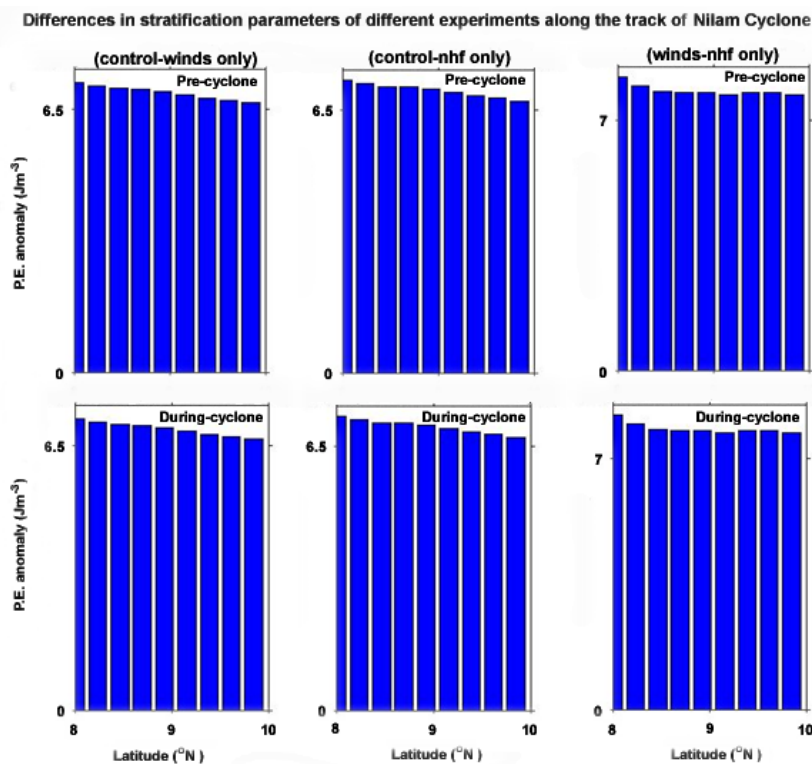 Differences in stratification parameters of different experiments along the track of Nilam Cyclone
(control-winds only) (control-nhf only) (winds-nhf only)
Pre-cyclone Pre-cyclone Pre-cyclone
6.5 6.5 7
P.E. anomaly (Jm⁻³)
0 0 0
During-cyclone During-cyclone During-cyclone
6.5 6.5 7
P.E. anomaly (Jm⁻³)
0 0 0
8 9 10 8 9 10 8 9 10
Latitude (°N ) Latitude (°N ) Latitude (°N )